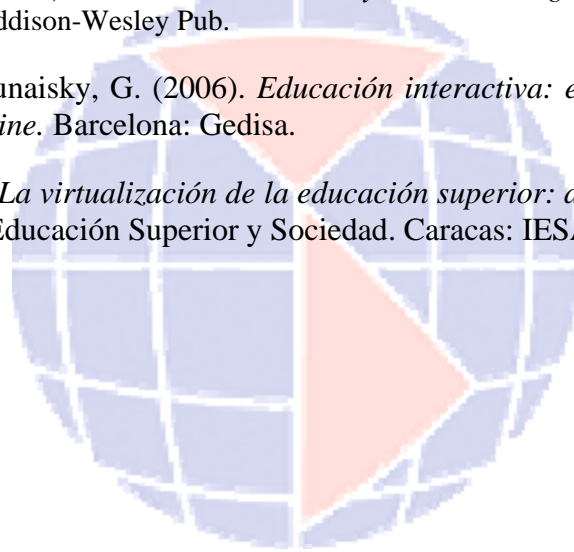 ddison-Wesley Pub.
unaisky, G. (2006). Educación interactiva: e
ine. Barcelona: Gedisa.
La virtualización de la educación superior: a
Educación Superior y Sociedad. Caracas: IESA